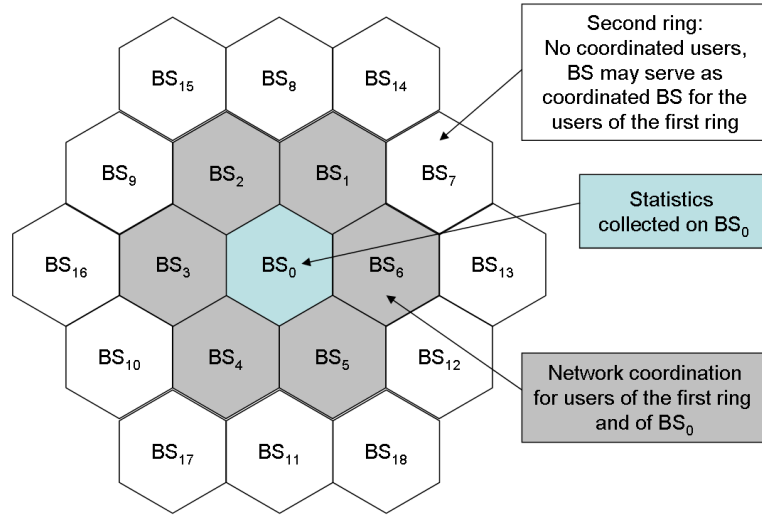 Second ring:
No coordinated users,
BS may serve as
coordinated BS for the
users of the first ring
BS₁₅ BS₈ BS₁₄
BS₉ BS₂ BS₁ BS₇
Statistics
collected on BS₀
BS₁₆ BS₃ BS₀ BS₆ BS₁₃
BS₁₀ BS₄ BS₅ BS₁₂
Network coordination
for users of the first ring
and of BS₀
BS₁₇ BS₁₁ BS₁₈